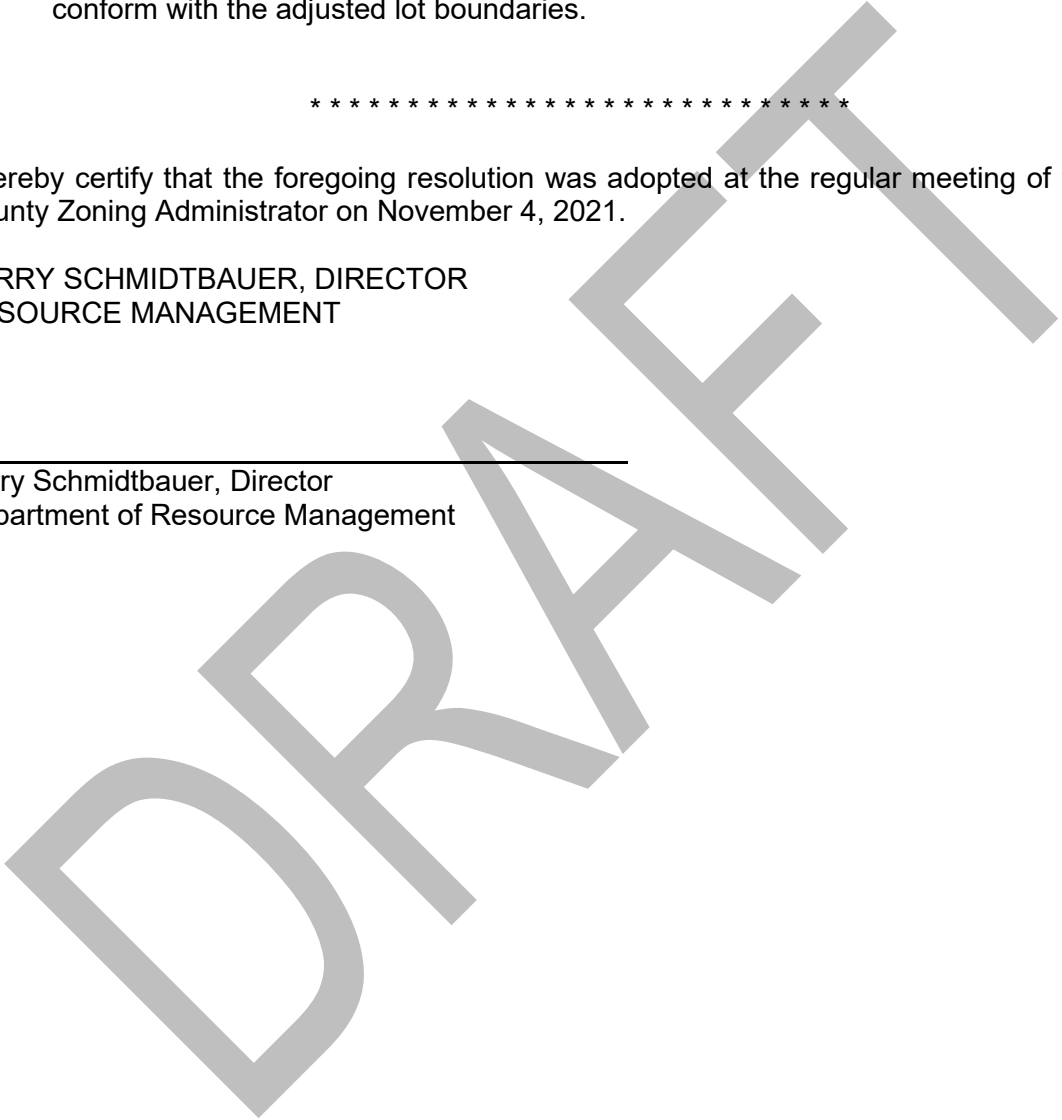 conform with the adjusted lot boundaries.
* * * * * * * * * * * * * * * * * * * * * * * * * * * *
ereby certify that the foregoing resolution was adopted at the regular meeting of
unty Zoning Administrator on November 4, 2021.
RRY SCHMIDTBAUER, DIRECTOR
SOURCE MANAGEMENT
rry Schmidtbauer, Director
partment of Resource Management
DRAFT